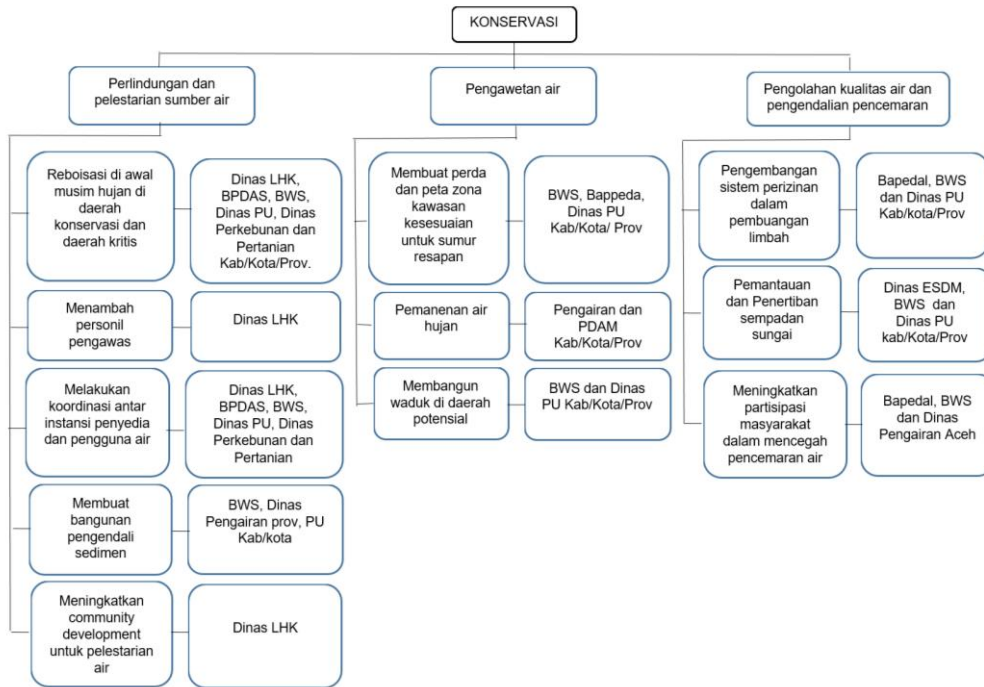 KONSERVASI
Perlindungan dan
pelestarian sumber air
Reboisasi di awal
musim hujan di
daerah
konservasi dan
daerah kritis
Dinas LHK,
BPDAS, BWS,
Dinas PU, Dinas
Perkebunan dan
Pertanian
Kab/Kota/Prov.
Menambah
personil
pengawas
Dinas LHK
Melakukan
koordinasi antar
instansi penyedia
dan pengguna air
Dinas LHK,
BPDAS, BWS,
Dinas PU, Dinas
Perkebunan dan
Pertanian
Membuat
bangunan
pengendali
sedimen
BWS, Dinas
Pengairan prov, PU
Kab/kota
Meningkatkan
community
development
untuk pelestarian
air
Dinas LHK
Pengawetan air
Membuat perda
dan peta zona
kawasan
kesesuaian
untuk sumur
resapan
BWS, Bappeda,
Dinas PU
Kab/Kota/ Prov
Pemanenan air
hujan
Pengairan dan
PDAM
Kab/Kota/Prov
Membangun
waduk di daerah
potensial
BWS dan Dinas
PU Kab/Kota/Prov
Pengolahan kualitas air dan
pengendalian pencemaran
Pengembangan
sistem perizinan
dalam
pembuangan
limbah
Bapedal, BWS
dan Dinas PU
Kab/kota/Prov
Pemantauan
dan Penertiban
sempadan
sungai
Dinas ESDM,
BWS dan
Dinas PU
kab/Kota/Prov
Meningkatkan
partisipasi
masyarakat
dalam mencegah
pencemaran air
Bapedal, BWS
dan Dinas
Pengairan Aceh